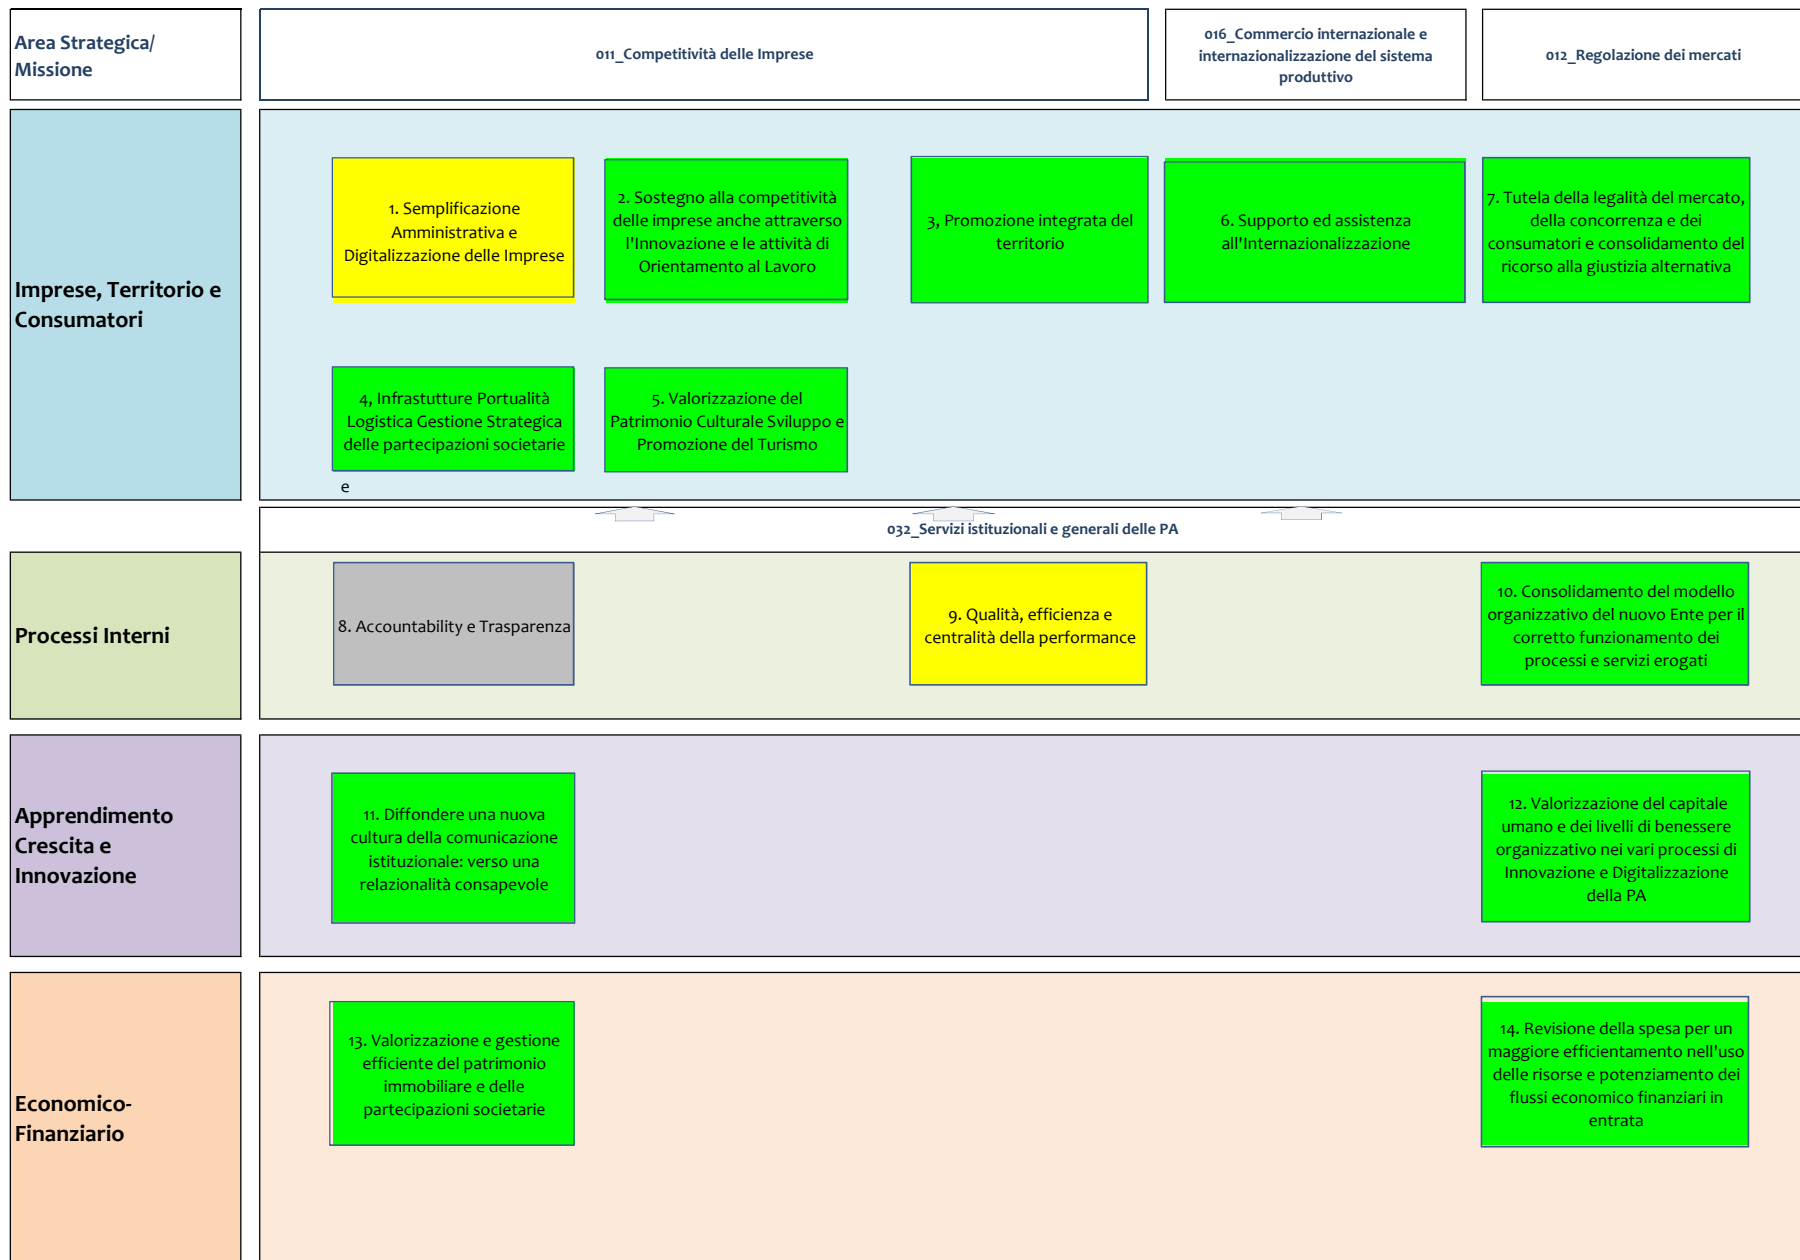 Area Strategica/
Missione
011_Competitività delle Imprese
016_Commercio internazionale e
internazionalizzazione del sistema
produttivo
012_Regolazione dei mercati
Imprese, Territorio e
Consumatori
1. Semplificazione
Amministrativa e
Digitalizzazione delle Imprese
2. Sostegno alla competitività
delle imprese anche attraverso
l'Innovazione e le attività di
Orientamento al Lavoro
3, Promozione integrata del
territorio
6. Supporto ed assistenza
all'Internazionalizzazione
7. Tutela della legalità del mercato,
della concorrenza e dei
consumatori e consolidamento del
ricorso alla giustizia alternativa
4, Infrastutture Portualità
Logistica Gestione Strategica
delle partecipazioni societarie
5. Valorizzazione del
Patrimonio Culturale Sviluppo e
Promozione del Turismo
e
032_Servizi istituzionali e generali delle PA
Processi Interni
8. Accountability e Trasparenza
9. Qualità, efficienza e
centralità della performance
10. Consolidamento del modello
organizzativo del nuovo Ente per il
corretto funzionamento dei
processi e servizi erogati
Apprendimento
Crescita e
Innovazione
11. Diffondere una nuova
cultura della comunicazione
istituzionale: verso una
relazionalità consapevole
12. Valorizzazione del capitale
umano e dei livelli di benessere
organizzativo nei vari processi di
Innovazione e Digitalizzazione
della PA
Economico-
Finanziario
13. Valorizzazione e gestione
efficiente del patrimonio
immobiliare e delle
partecipazioni societarie
14. Revisione della spesa per un
maggiore efficientamento nell'uso
delle risorse e potenziamento dei
flussi economico finanziari in
entrata